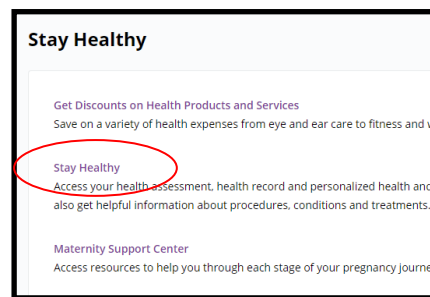 Stay Healthy
Get Discounts on Health Products and Services
Save on a variety of health expenses from eye and ear care to fitness and
Stay Healthy
Access your health assessment, health record and personalized health and
also get helpful information about procedures, conditions and treatments.
Maternity Support Center
Access resources to help you through each stage of your pregnancy